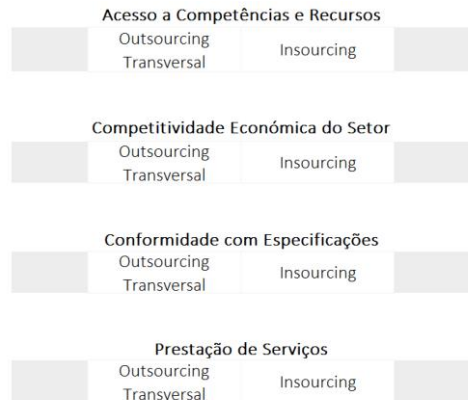 Acesso a Competências e Recursos
Outsourcing
Transversal
Insourcing
Competitividade Económica do Setor
Outsourcing
Transversal
Insourcing
Conformidade com Especificações
Outsourcing
Transversal
Insourcing
Prestação de Serviços
Outsourcing
Transversal
Insourcing